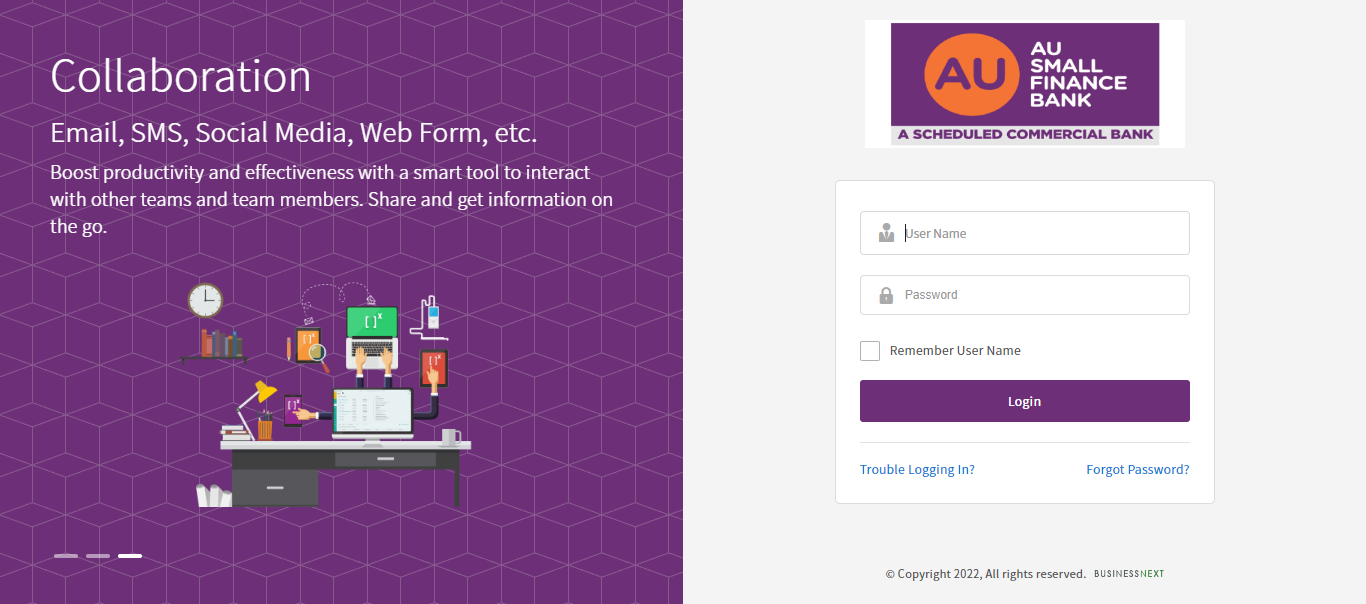 Collaboration
Email, SMS, Social Media, Web Form, etc.
Boost productivity and effectiveness with a smart tool to interact
with other teams and team members. Share and get information on
the go.
AU
AU
SMALL
FINANCE
BANK
A SCHEDULED COMMERCIAL BANK
User Name
Password
Remember User Name
Login
Trouble Logging In?
Forgot Password?
© Copyright 2022, All rights reserved. BUSINESSNEXT